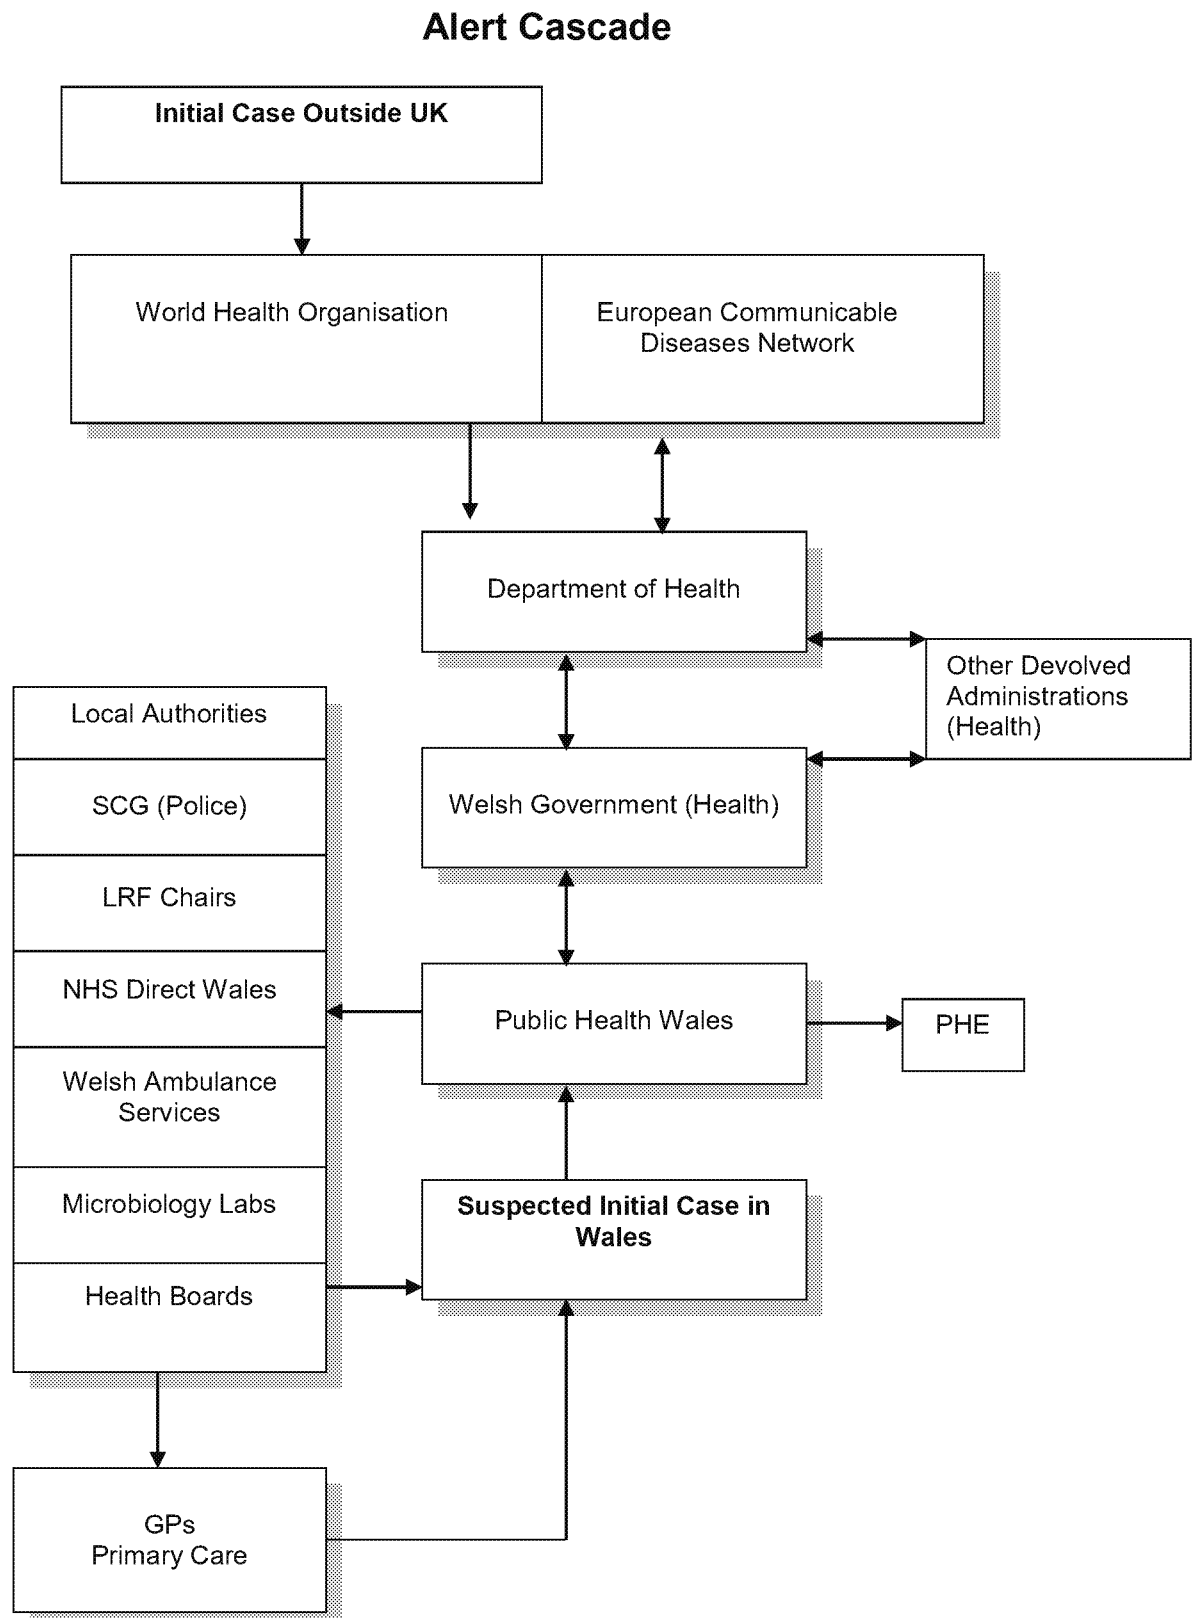 Alert Cascade
Initial Case Outside UK
World Health Organisation
European Communicable
Diseases Network
Department of Health
Other Devolved
Administrations
(Health)
Local Authorities
SCG (Police)
LRF Chairs
NHS Direct Wales
Welsh Ambulance
Services
Microbiology Labs
Health Boards
Welsh Government (Health)
Public Health Wales
PHE
Suspected Initial Case in
Wales
GPs
Primary Care